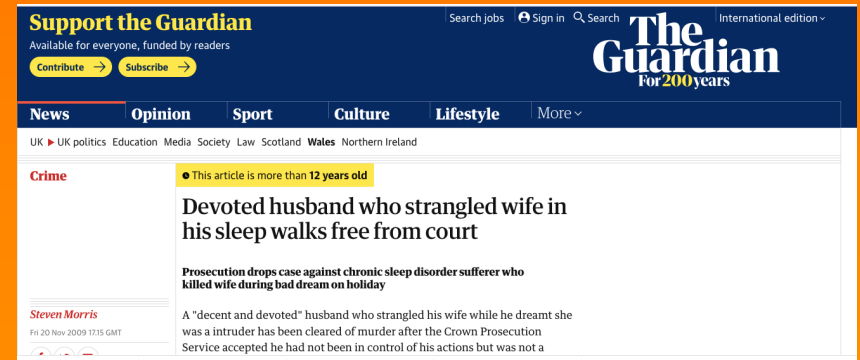 Support the Guardian
Available for everyone, funded by readers
Contribute → Subscribe →
Search jobs Sign in Search International edition
The
Guardian
For 200 years
News Opinion Sport Culture Lifestyle More
UK UK politics Education Media Society Law Scotland Wales Northern Ireland
Crime
This article is more than 12 years old
Devoted husband who strangled wife in
his sleep walks free from court
Prosecution drops case against chronic sleep disorder sufferer who
killed wife during bad dream on holiday
Steven Morris
Fri 20 Nov 2009 17.15 GMT
A "decent and devoted" husband who strangled his wife while he dreamt she
was a intruder has been cleared of murder after the Crown Prosecution
Service accepted he had not been in control of his actions but was not a